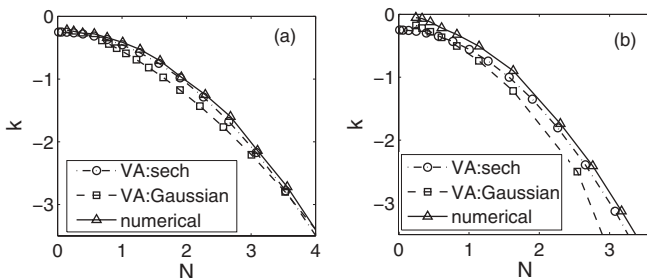 (a)
0
−1
−2
−3
k
VA:sech
VA:Gaussian
numerical
0 1 2 3 4
N
(b)
0
−1
−2
−3
k
VA:sech
VA:Gaussian
numerical
0 1 2 3
N